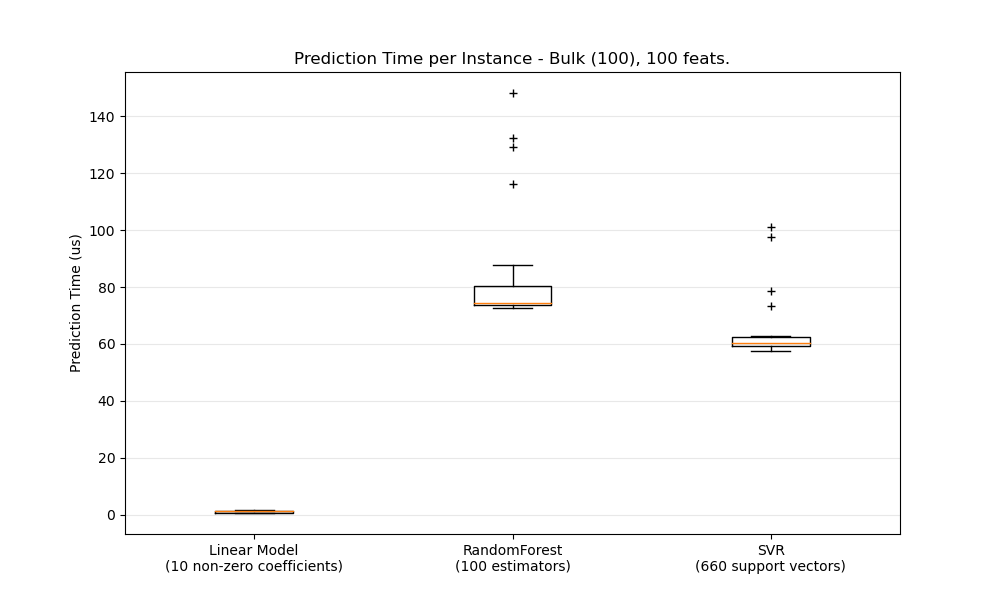 Prediction Time per Instance - Bulk (100), 100 feats.
Prediction Time (us)
140
120
100
80
60
40
20
0
Linear Model
(10 non-zero coefficients)
RandomForest
(100 estimators)
SVR
(660 support vectors)